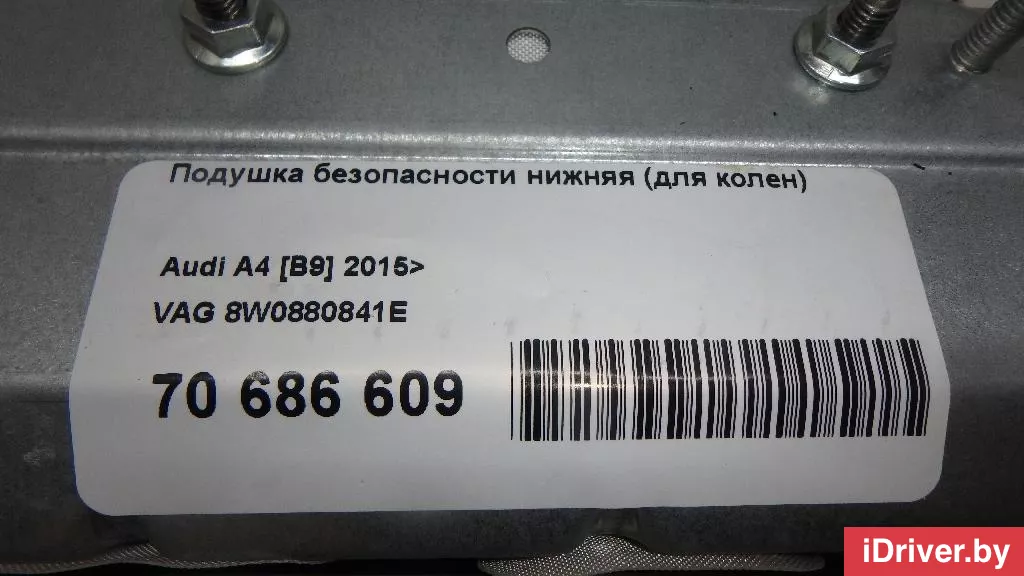 Подушка безопасности нижняя (для колен)
Audi A4 [B9] 2015>
VAG 8W0880841E
70 686 609
iDriver.by